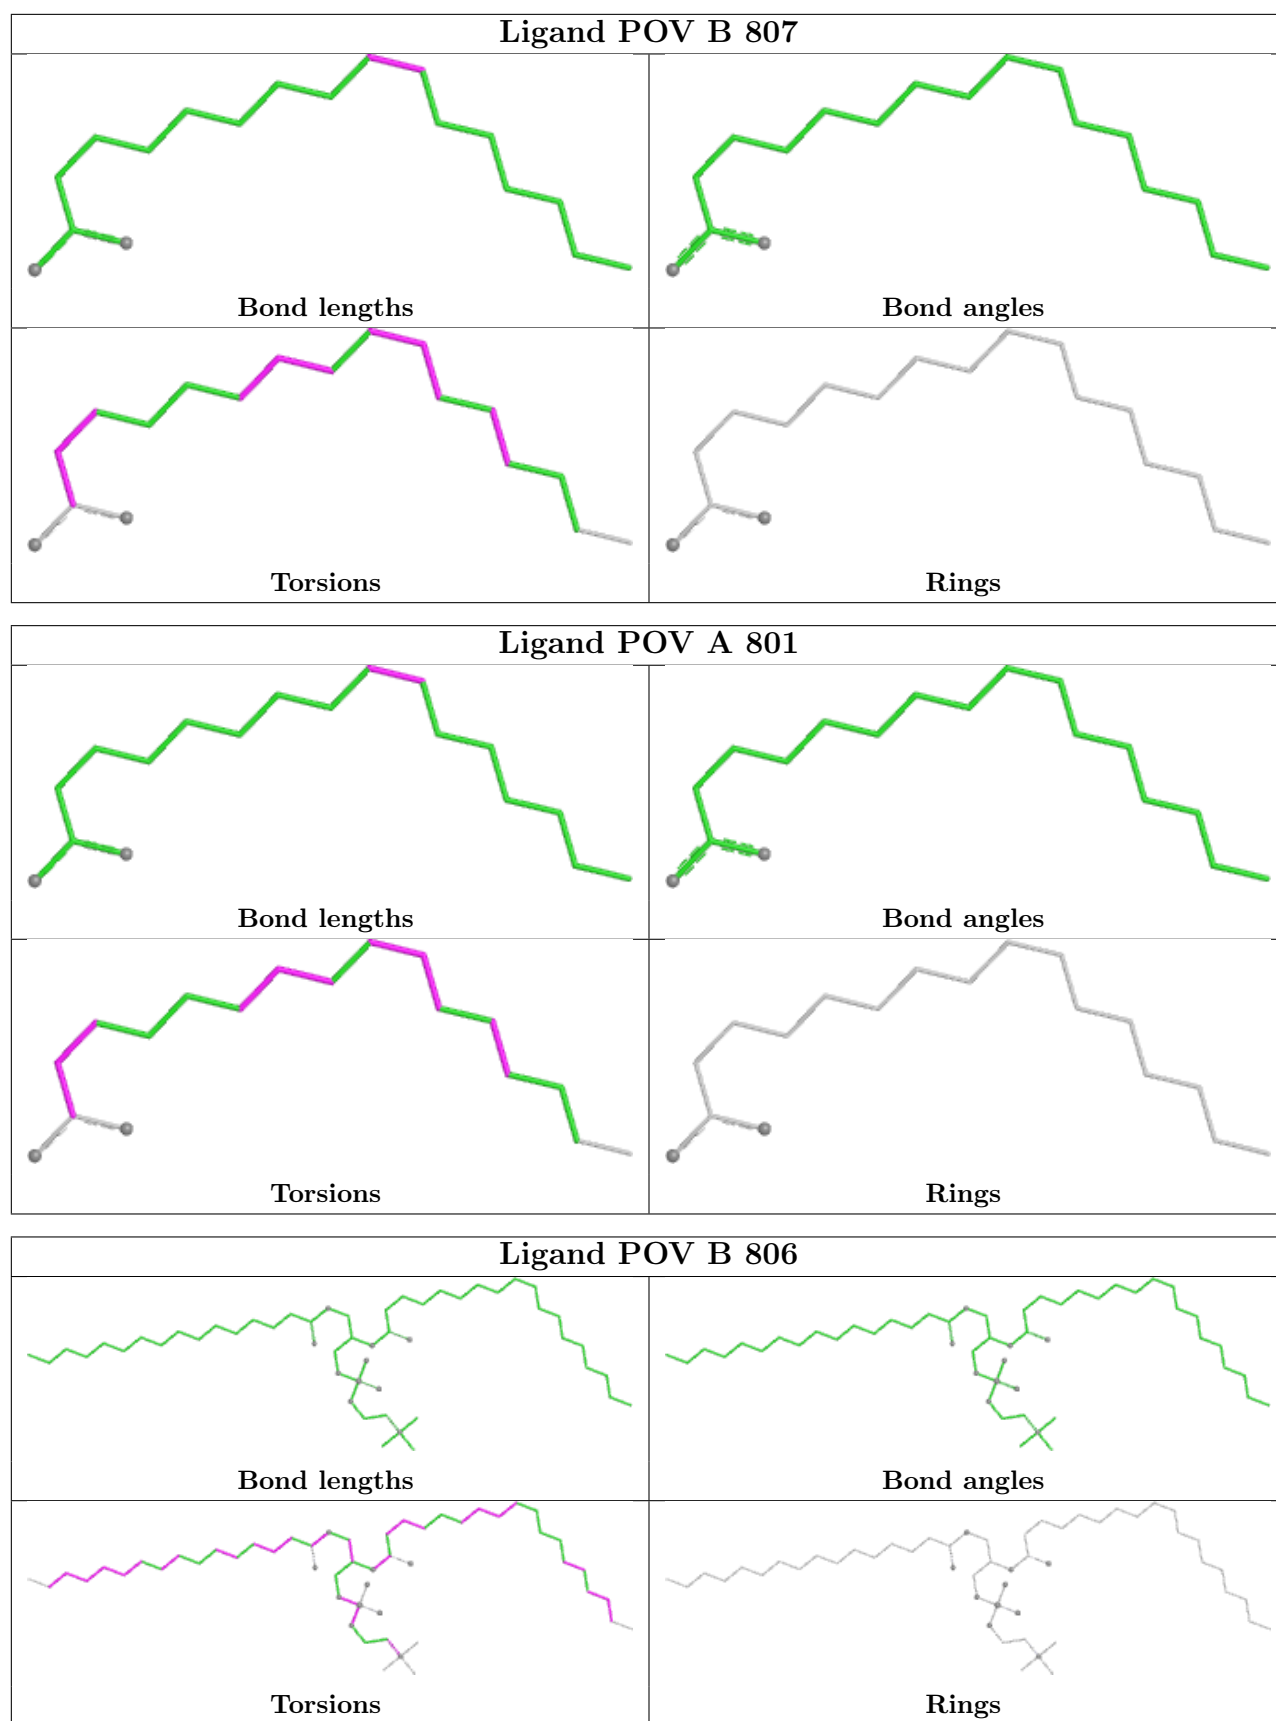 Ligand POV B 807
Bond lengths
Bond angles
Torsions
Rings
Ligand POV A 801
Bond lengths
Bond angles
Torsions
Rings
Ligand POV B 806
Bond lengths
Bond angles
Torsions
Rings